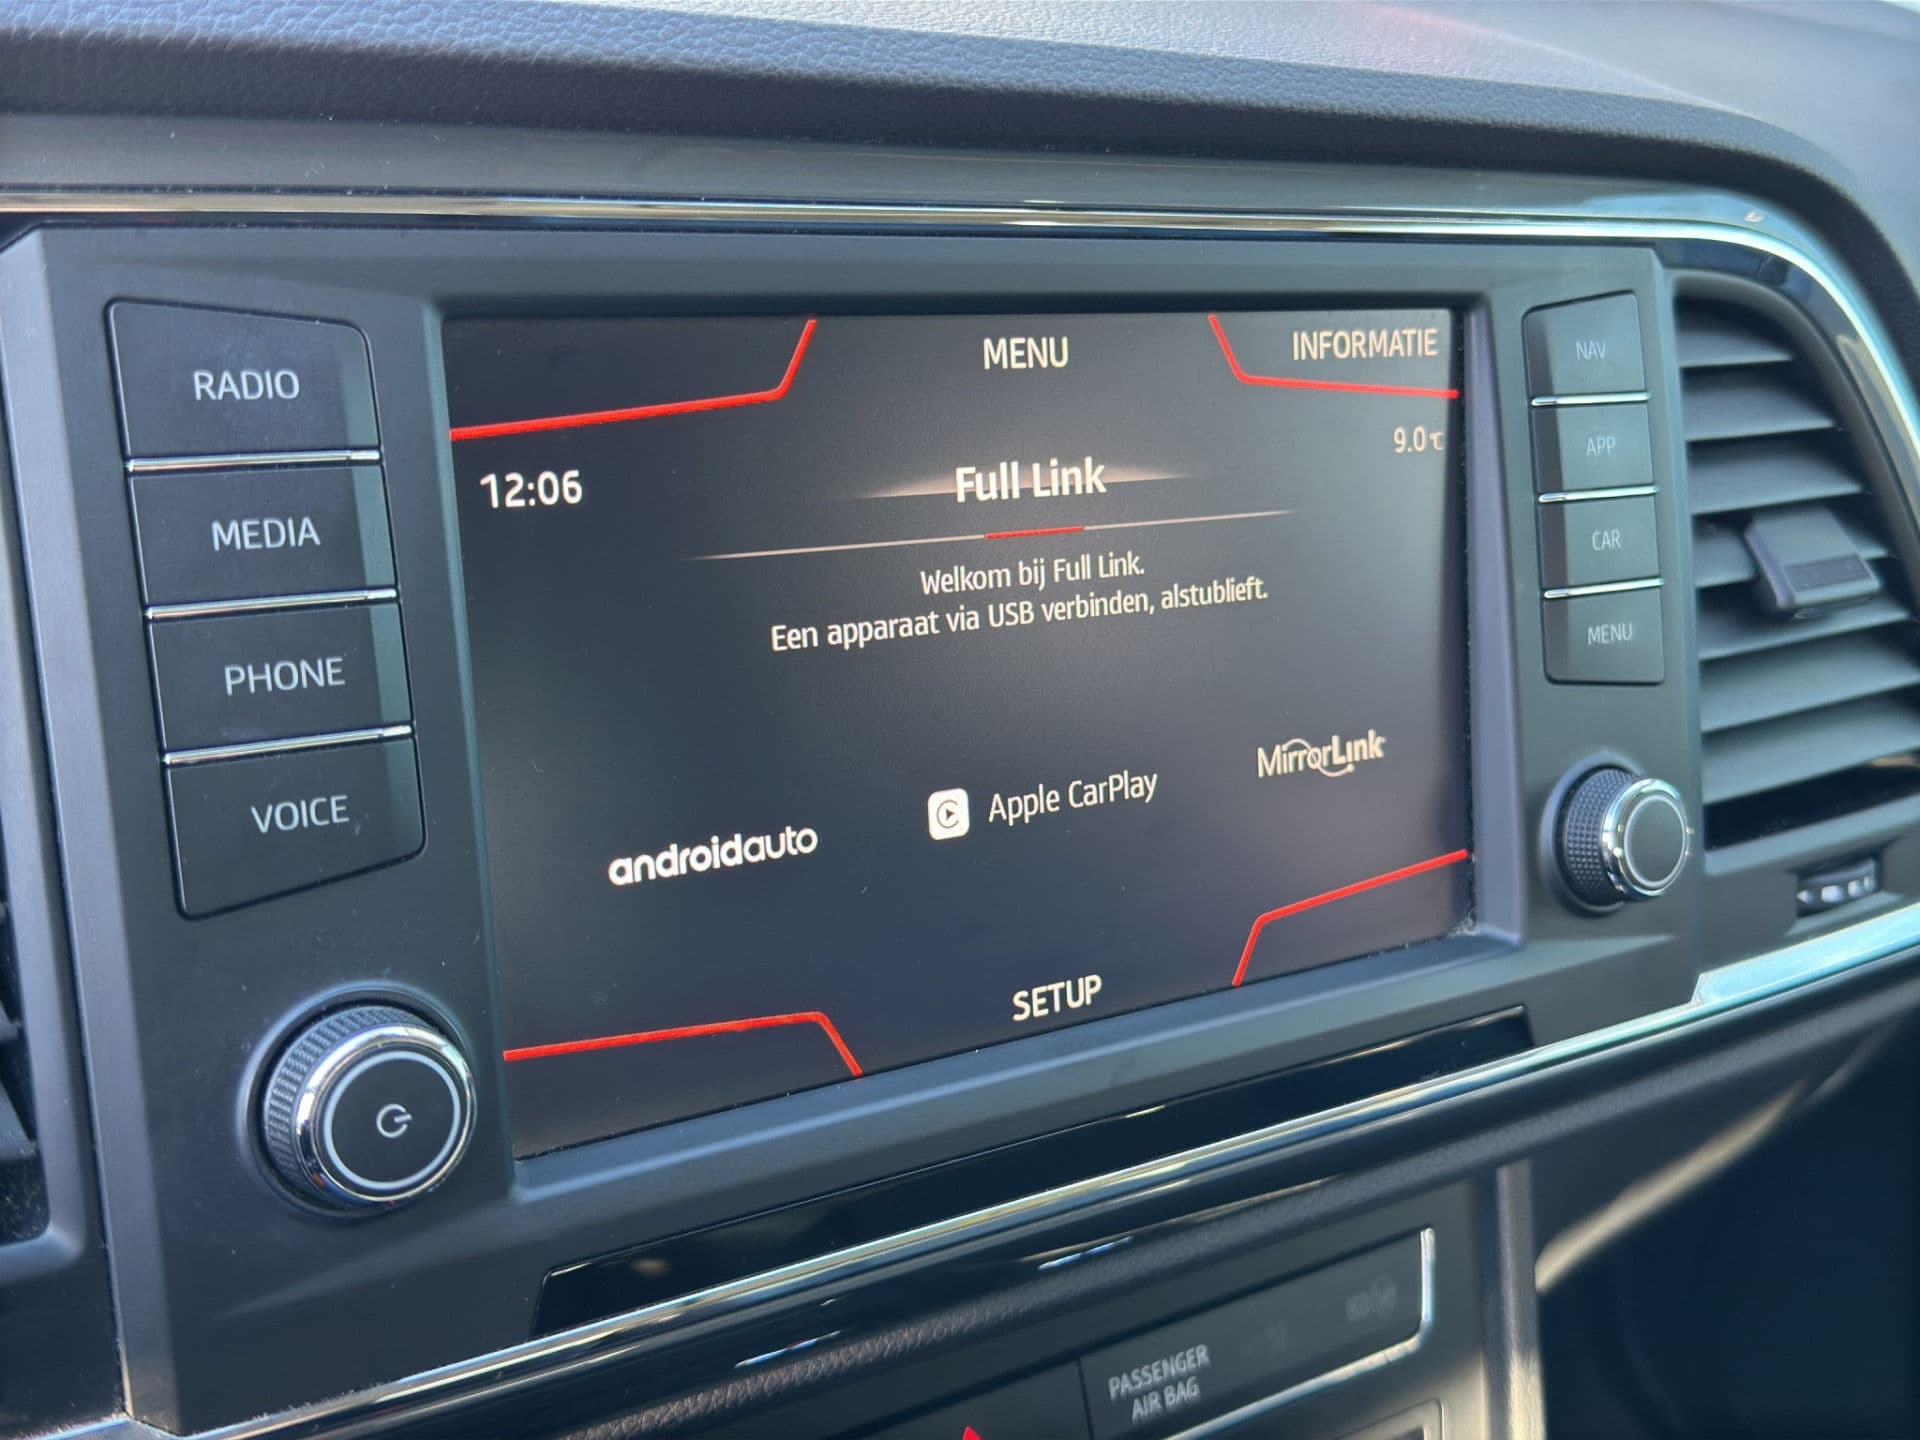 RADIO
MEDIA
PHONE
VOICE
MENU
INFORMATIE
9.0°C
12:06
Full Link
Welkom bij Full Link.
Een apparaat via USB verbinden, alstublieft.
androidauto
Apple CarPlay
MirrorLink
SETUP
NAV
APP
CAR
MENU
PASSENGER
AIR BAG